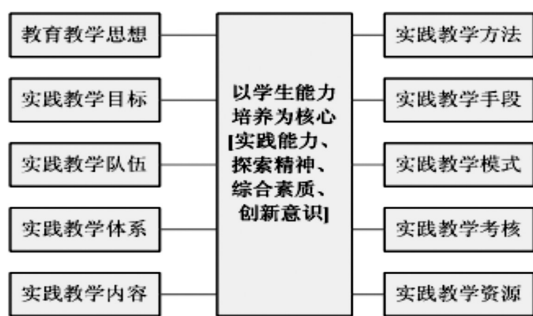 教育教学思想
实践教学目标
实践教学队伍
实践教学体系
实践教学内容
以学生能力
培养为核心
[实践能力、
探索精神、
综合素质、
创新意识]
实践教学方法
实践教学手段
实践教学模式
实践教学考核
实践教学资源